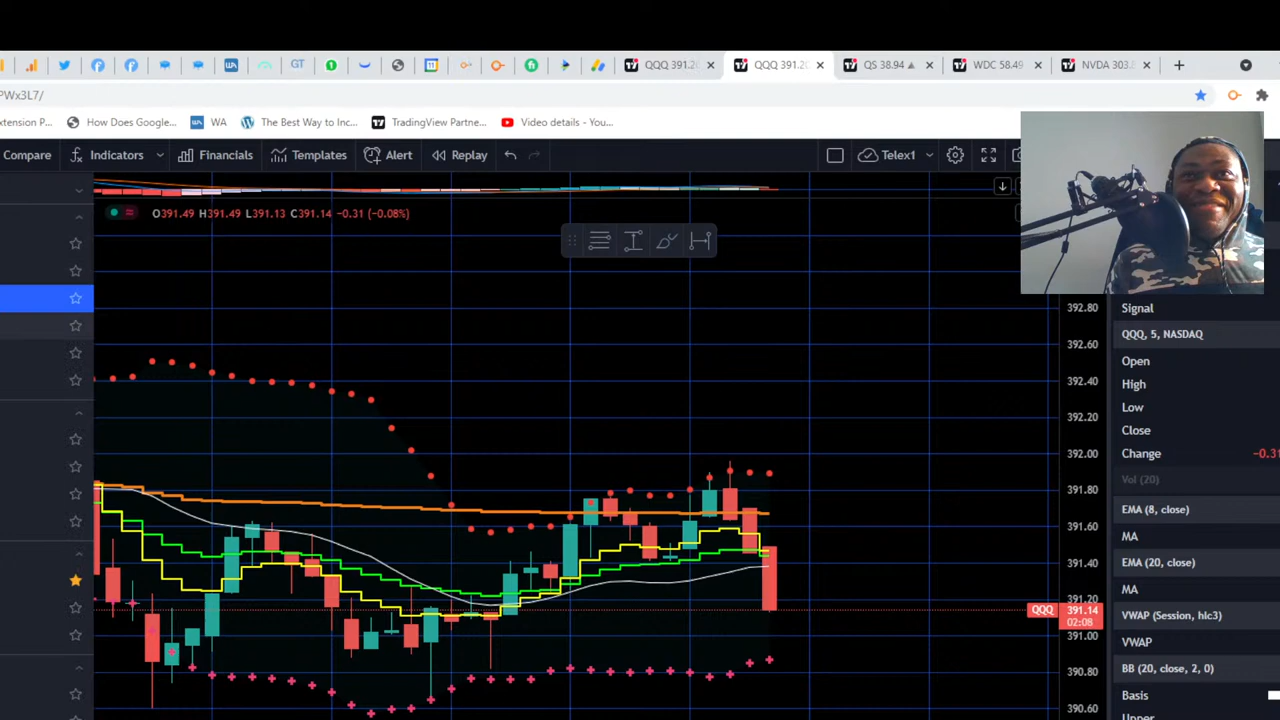 GT
31
QQQ 391.2
QQQ 391.20
QS 38.94
WDC 58.49
NVDA 303.
PWx3L7/
xtension P...
How Does Google...
WA
The Best Way to Inc...
TradingView Partne...
Video details - You...
Compare
Indicators
Financials
Templates
Alert
Replay
Telex1
O391.49 H391.49 L391.13 C391.14 -0.31 (-0.08%)
392.80
392.60
392.40
392.20
392.00
391.80
391.60
391.40
391.20
QQQ
391.14
02:08
391.00
390.80
390.60
Signal
QQQ, 5, NASDAQ
Open
High
Low
Close
Change
-0.31
Vol (20)
EMA (8, close)
MA
EMA (20, close)
MA
VWAP (Session, hlc3)
VWAP
BB (20, close, 2, 0)
Basis
Upper